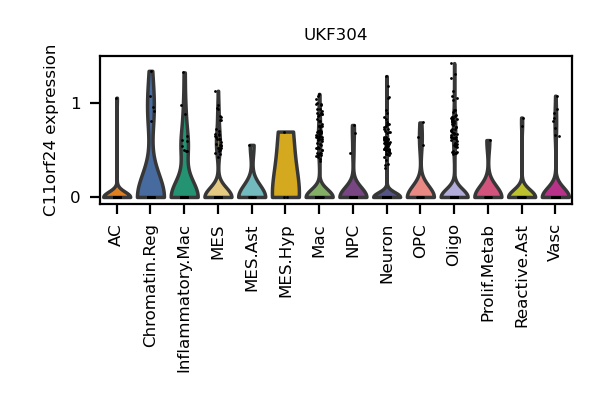 UKF304
C11orf24 expression
1
0
AC
Chromatin.Reg
Inflammatory.Mac
MES
MES.Ast
MES.Hyp
Mac
NPC
Neuron
OPC
Oligo
Prolif.Metab
Reactive.Ast
Vasc